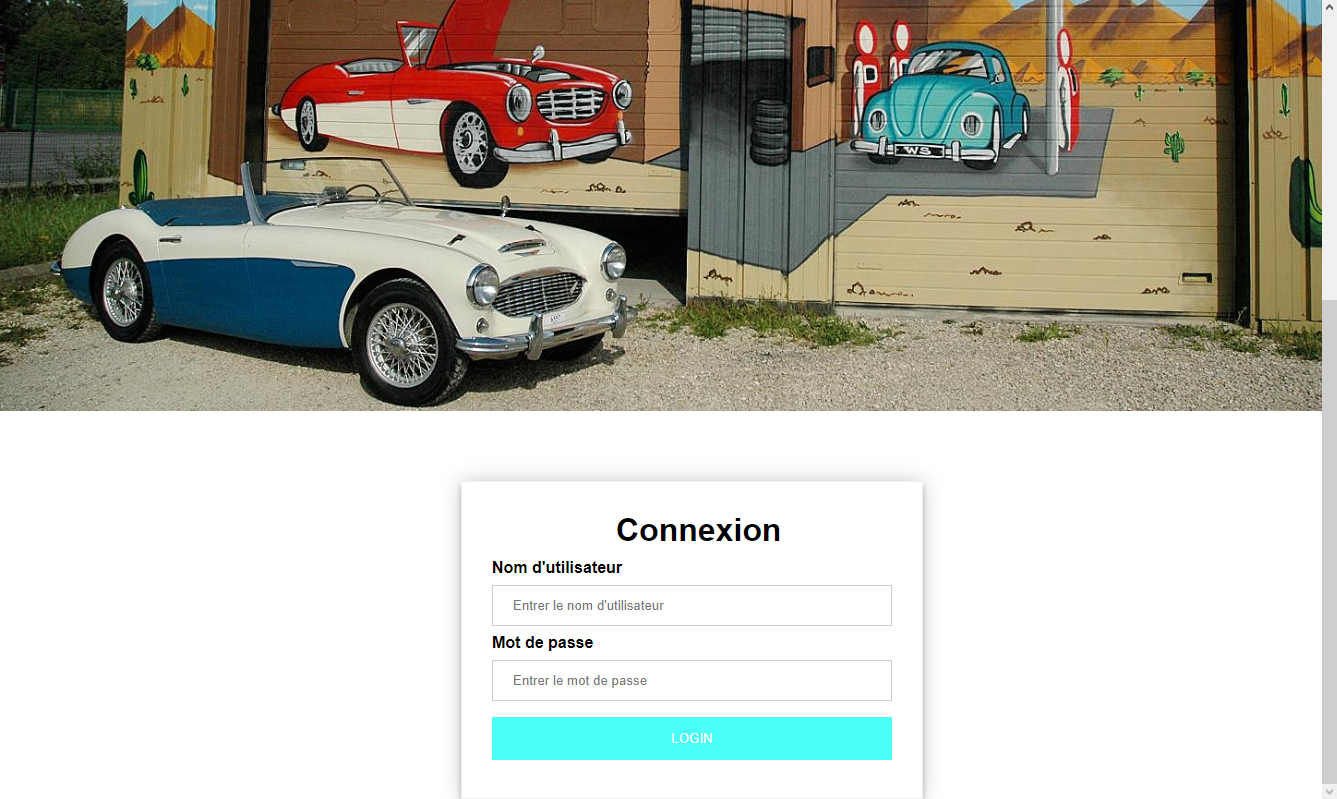 WS
Connexion
Nom d'utilisateur
Entrer le nom d'utilisateur
Mot de passe
Entrer le mot de passe
LOGIN